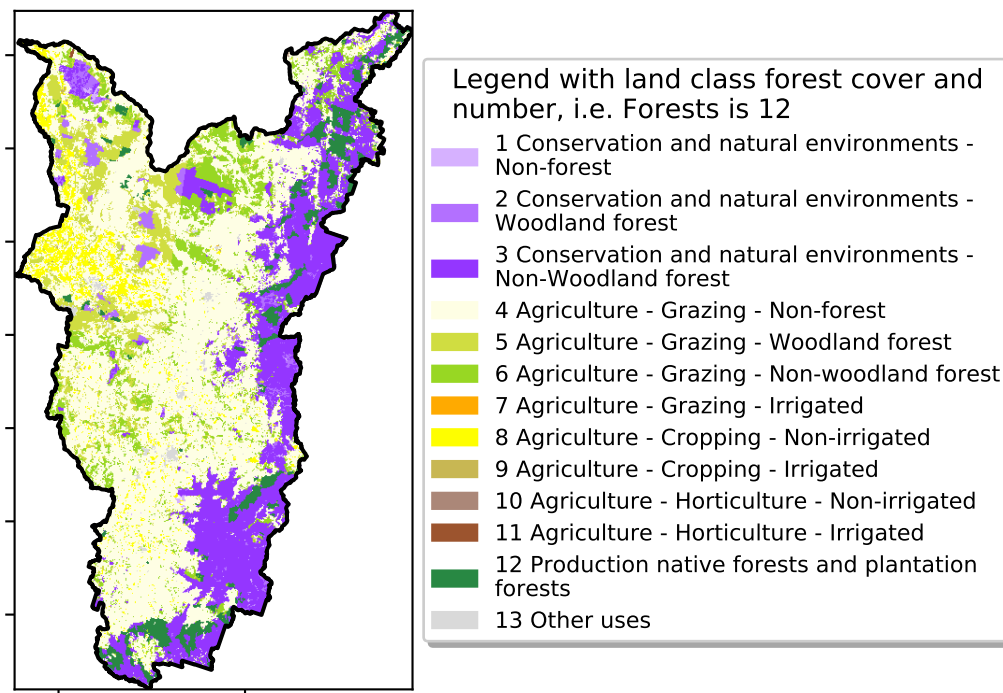 Legend with land class forest cover and
number, i.e. Forests is 12
1 Conservation and natural environments -
Non-forest
2 Conservation and natural environments -
Woodland forest
3 Conservation and natural environments -
Non-Woodland forest
4 Agriculture - Grazing - Non-forest
5 Agriculture - Grazing - Woodland forest
6 Agriculture - Grazing - Non-woodland forest
7 Agriculture - Grazing - Irrigated
8 Agriculture - Cropping - Non-irrigated
9 Agriculture - Cropping - Irrigated
10 Agriculture - Horticulture - Non-irrigated
11 Agriculture - Horticulture - Irrigated
12 Production native forests and plantation
forests
13 Other uses